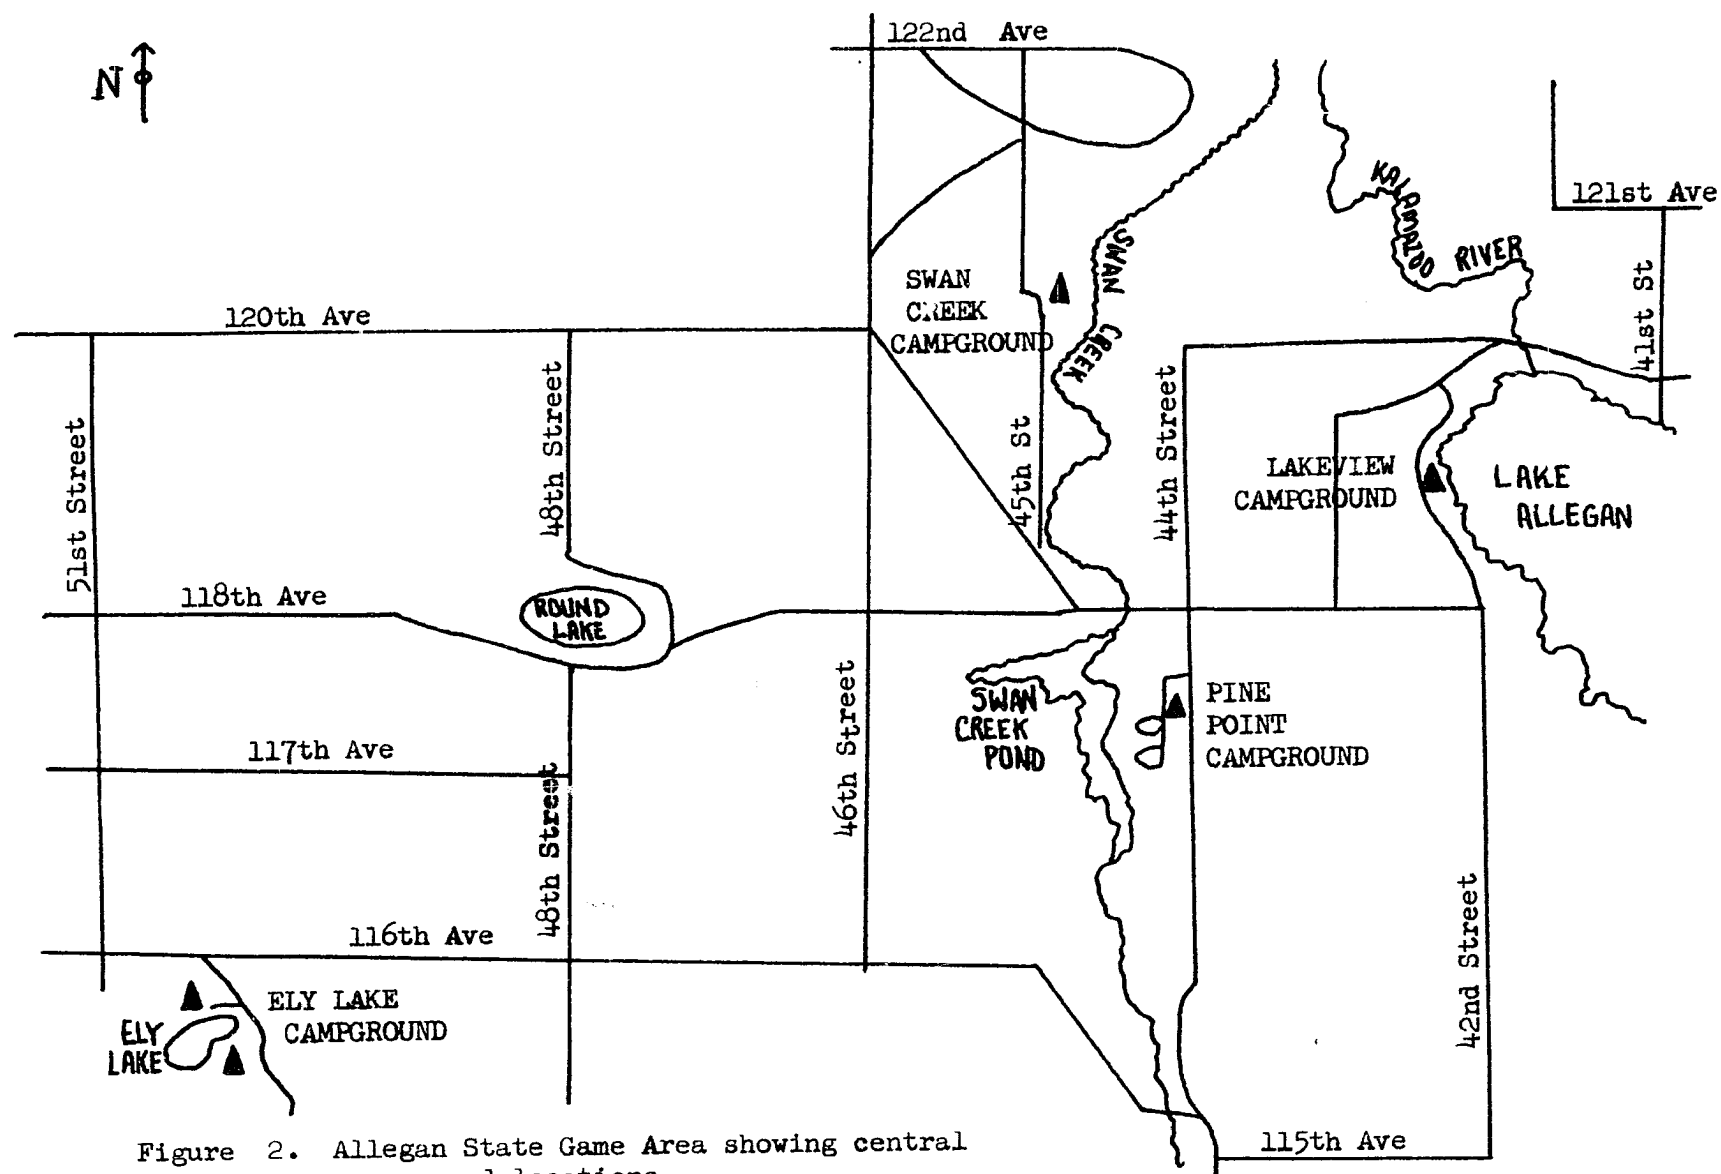 122nd Ave
N
121st Ave
KALAMAZOO RIVER
SWAN CREEK
SWAN
CREEK
CAMPGROUND
41st St
120th Ave
48th Street
51st Street
45th St
44th Street
LAKEVIEW
CAMPGROUND
LAKE
ALLEGAN
118th Ave
ROUND
LAKE
46th Street
SWAN
CREEK
POND
PINE
POINT
CAMPGROUND
117th Ave
48th Street
116th Ave
42nd Street
ELY LAKE
CAMPGROUND
ELY
LAKE
115th Ave
Figure 2. Allegan State Game Area showing central